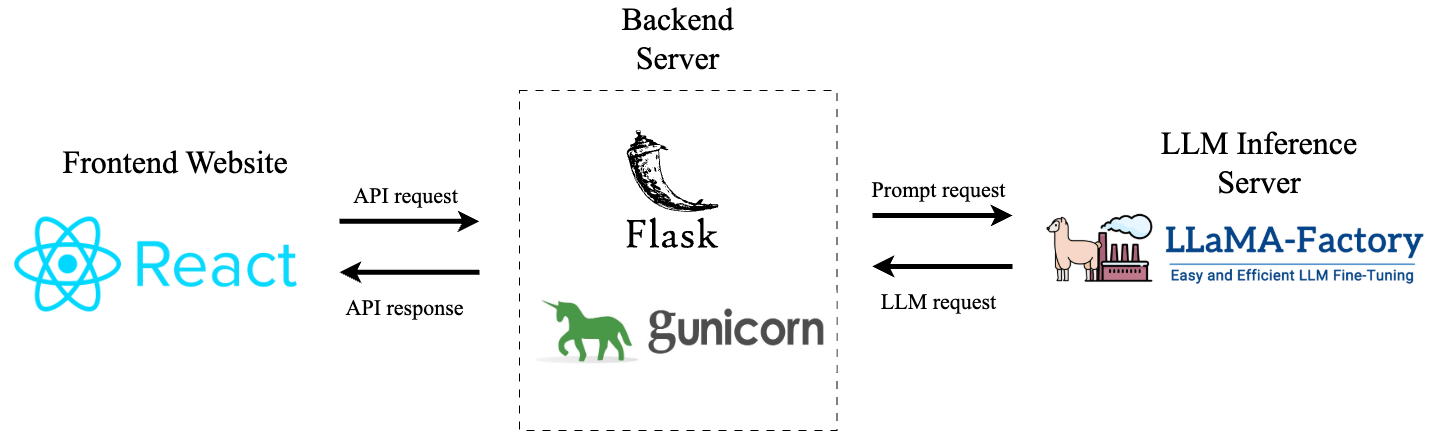 Backend
Server
Frontend Website
React
API request
API response
Flask
gunicorn
Prompt request
LLM request
LLM Inference
Server
LLaMA-Factory
Easy and Efficient LLM Fine-Tuning